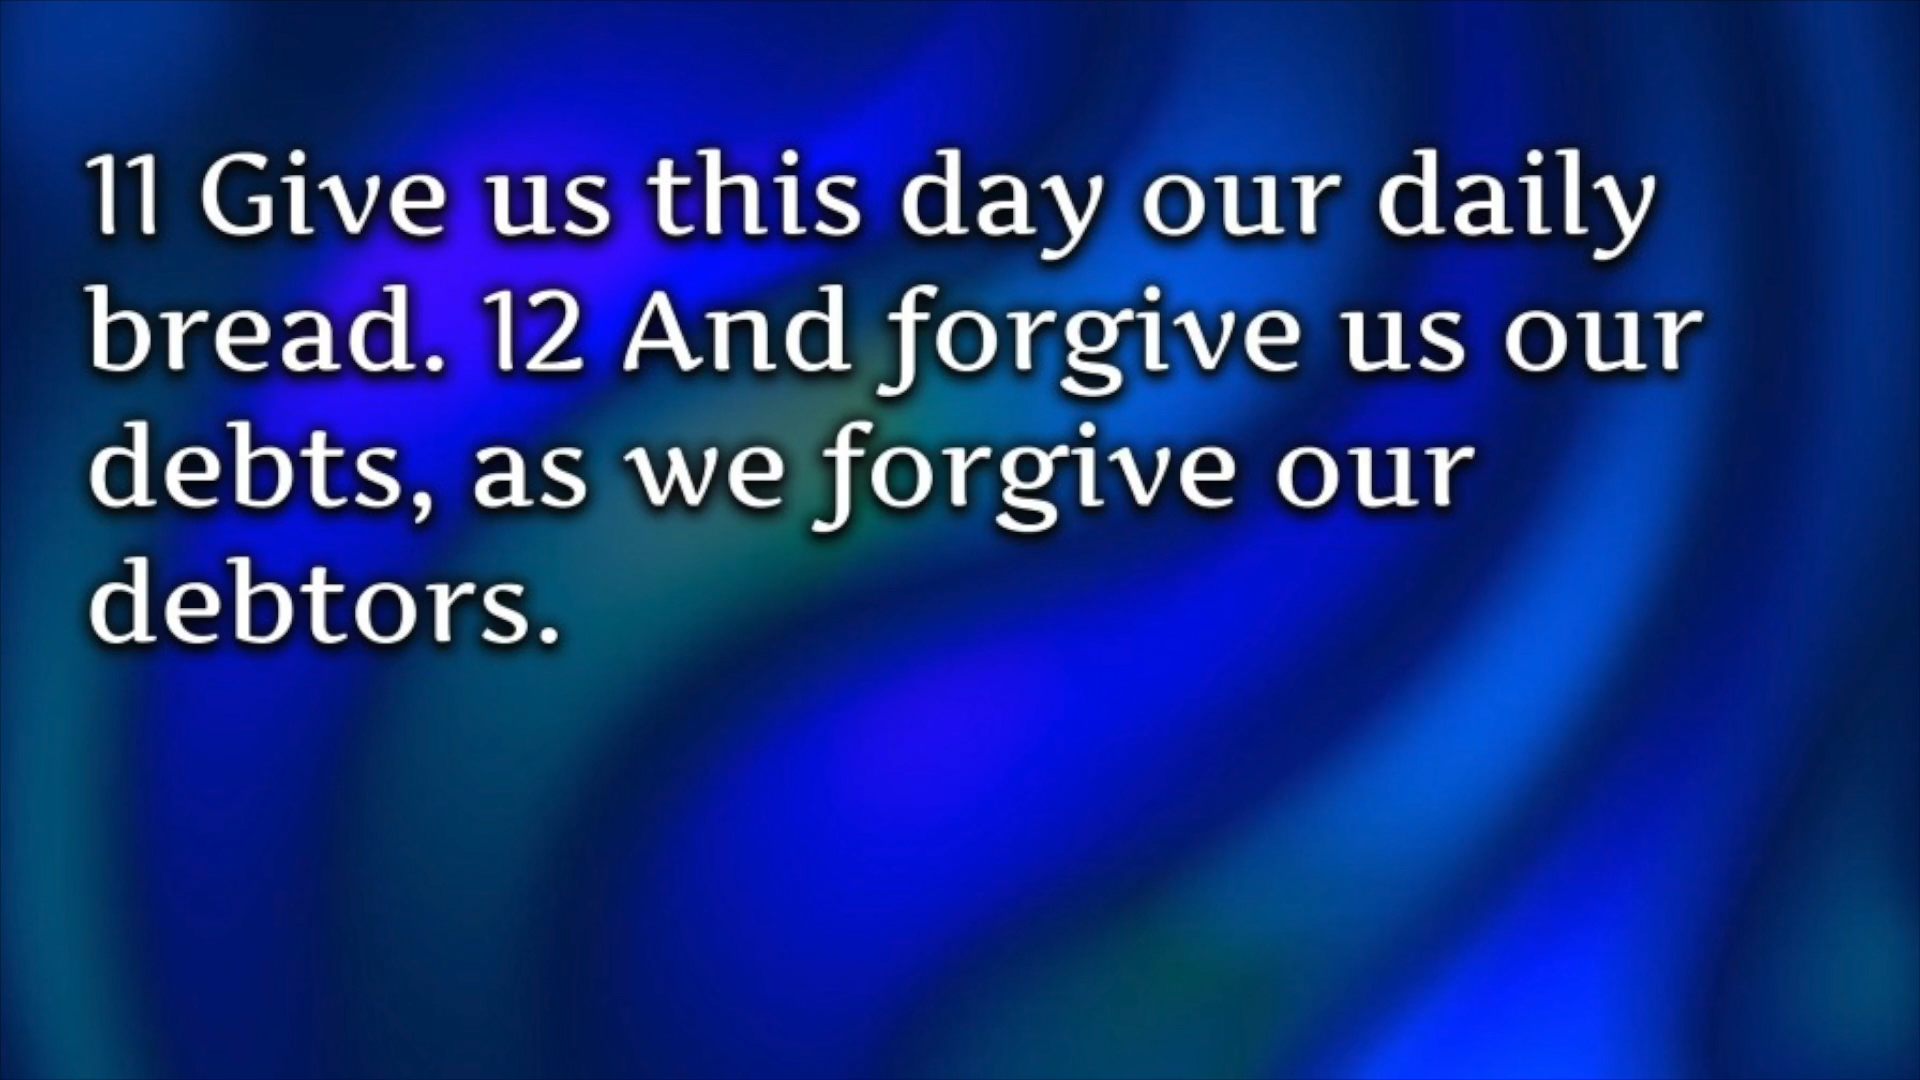 11 Give us this day our daily
bread. 12 And forgive us our
debts, as we forgive our
debtors.